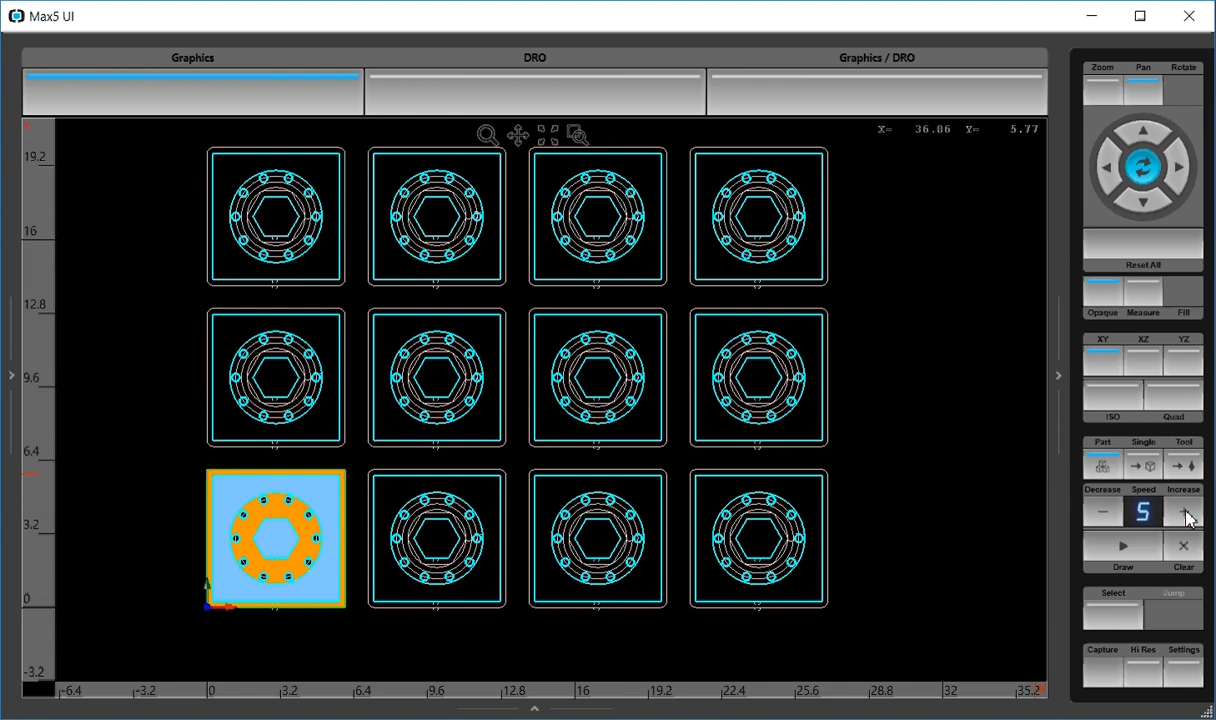 Max5 UI
Graphics
DRO
Graphics / DRO
Zoom Pan Rotate
X= 36.06 Y= 5.77
19.2
16
12.8
9.6
6.4
3.2
0
-3.2
-6.4 -3.2 0 3.2 6.4 9.6 12.8 16 19.2 22.4 25.6 28.8 32 35.2
Reset All
Opaque Measure Fill
XY XZ YZ
ISO Quad
Part Single Tool
Decrease Speed Increase
5
Draw Clear
Select Jump
Capture Hi Res Settings